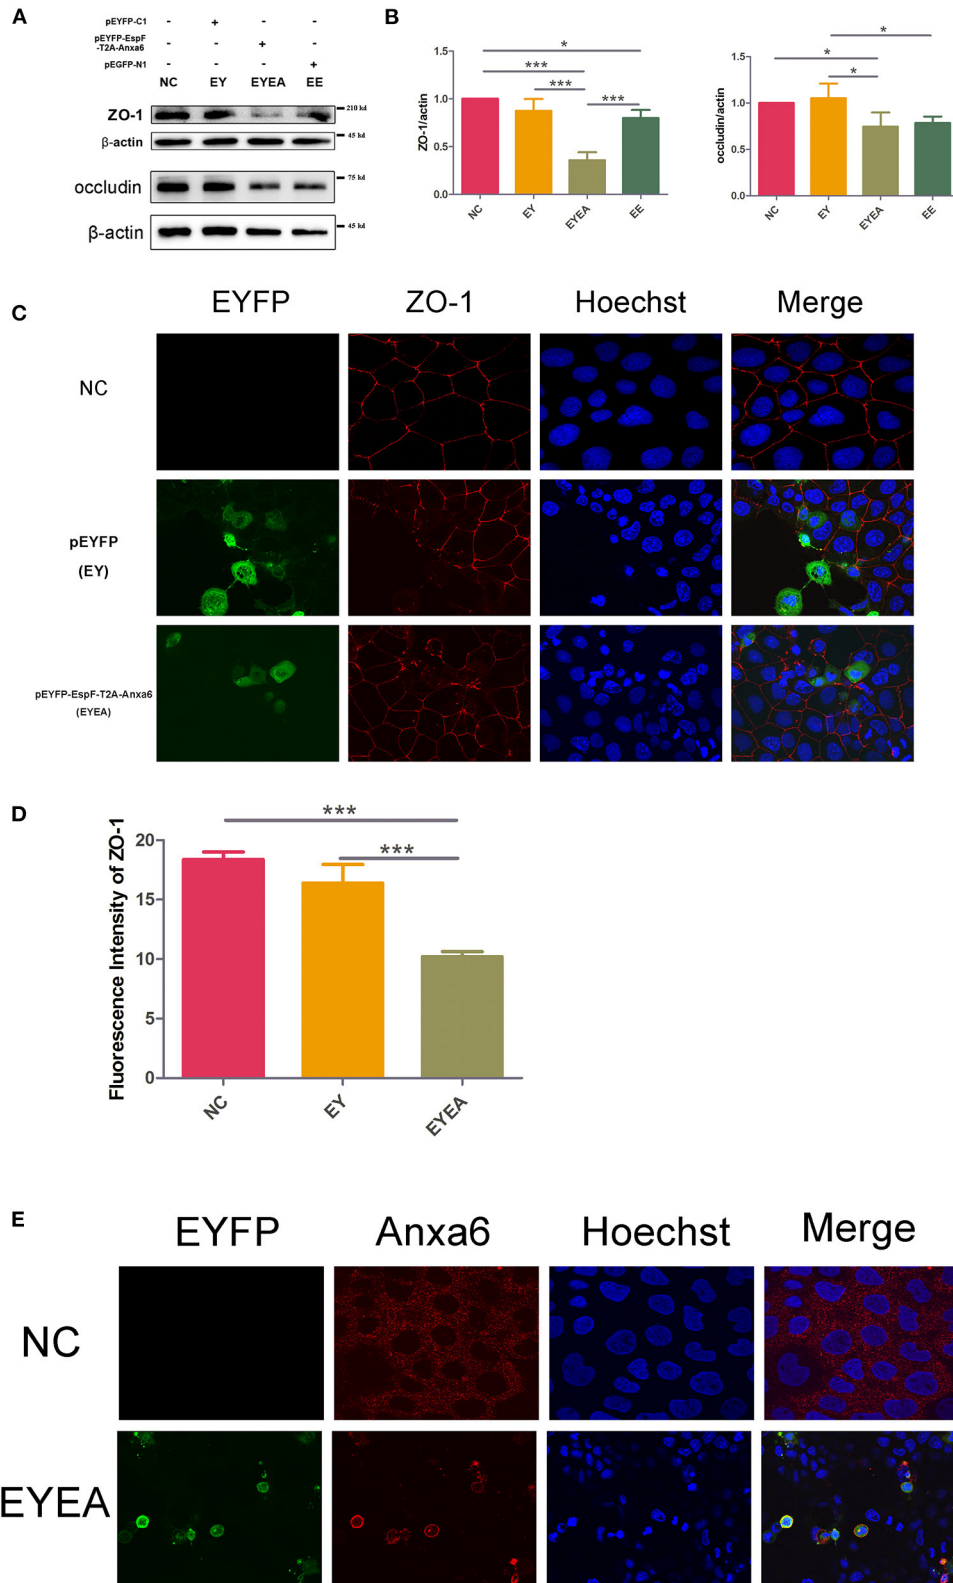 A
pEYFP-C1 - + - -
pEYFP-EspF
-T2A-Anxa6 - - + -
pEGFP-N1 - - - +
NC EY EYEA EE
ZO-1
210 kd
β-actin
45 kd
occludin
75 kd
β-actin
45 kd
B
ZO-1/actin
1.5
1.0
0.5
0.0
*
***
***
***
NC EY EYEA EE
occludin/actin
1.5
1.0
0.5
0.0
*
*
*
NC EY EYEA EE
C
EYFP ZO-1 Hoechst Merge
NC
pEYFP
(EY)
pEYFP-EspF-T2A-Anxa6
(EYEA)
D
Fluorescence Intensity of ZO-1
20
15
10
5
0
***
***
NC EY EYEA
E
EYFP Anxa6 Hoechst Merge
NC
EYEA